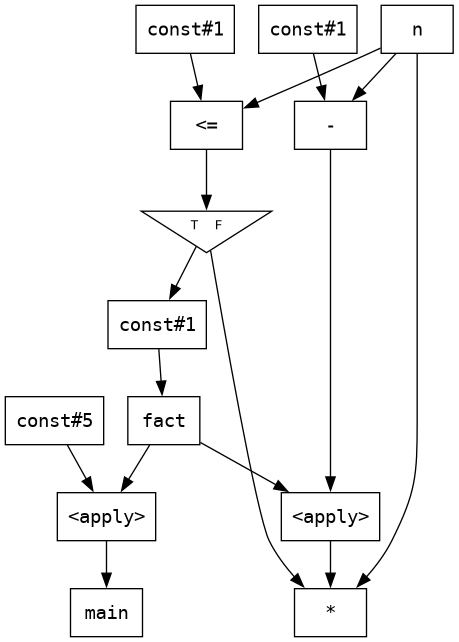 const#1 const#1 n
<= -
T F
const#1
const#5 fact
<apply> <apply>
main *